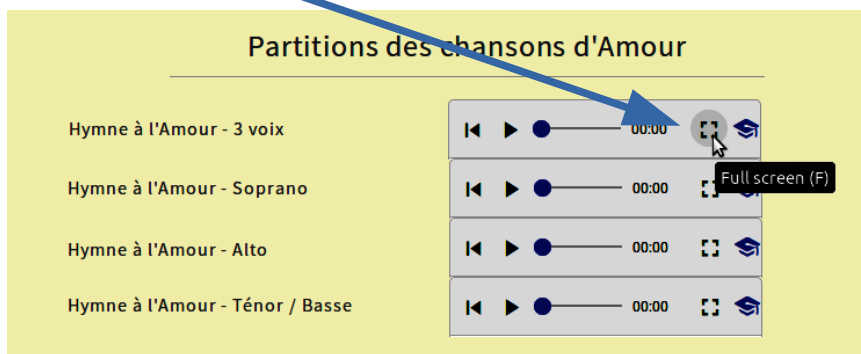 Partitions des chansons d'Amour
Hymne à l'Amour - 3 voix 00:00
Full screen (F)
Hymne à l'Amour - Soprano 00:00
Hymne à l'Amour - Alto 00:00
Hymne à l'Amour - Ténor / Basse 00:00